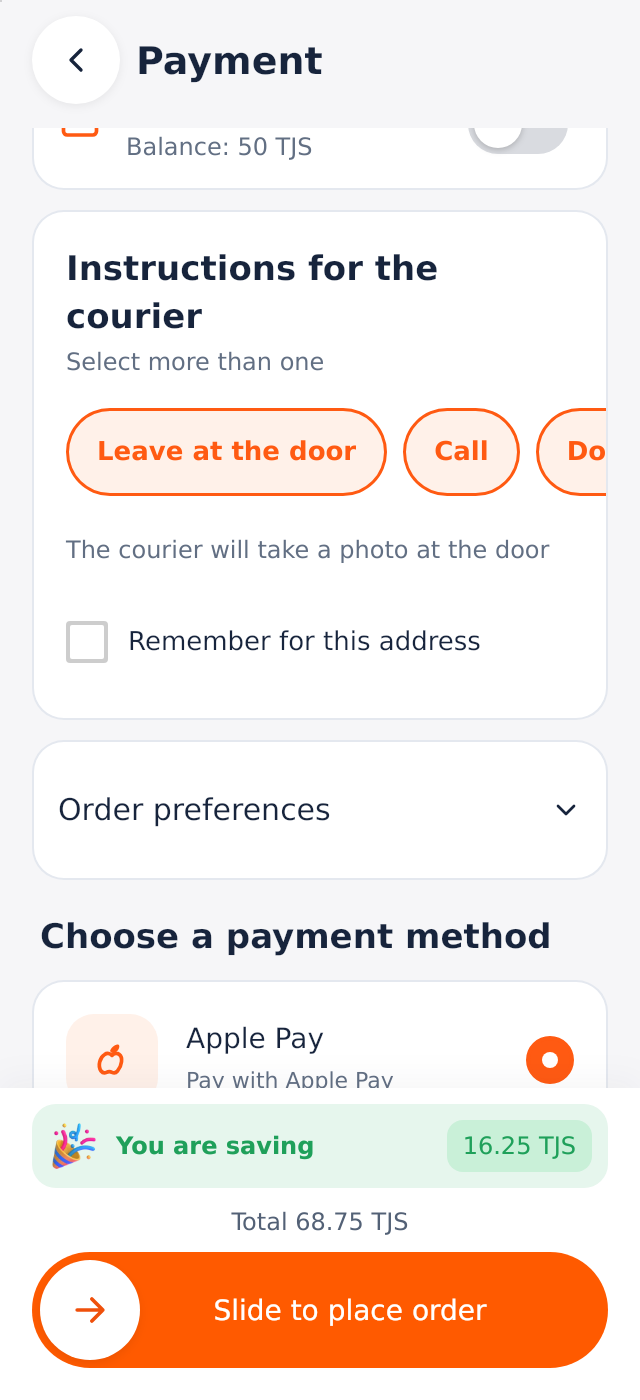 Payment
Balance: 50 TJS
Instructions for the
courier
Select more than one
Leave at the door
Call
Do
The courier will take a photo at the door
Remember for this address
Order preferences
Choose a payment method
Apple Pay
Pay with Apple Pay
You are saving
16.25 TJS
Total 68.75 TJS
Slide to place order